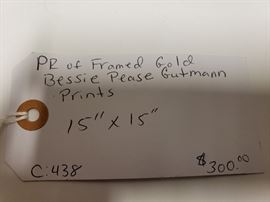 PR of Framed Gold
Bessie Pease Gutmann
Prints
15" x 15"
C:438
$300.00